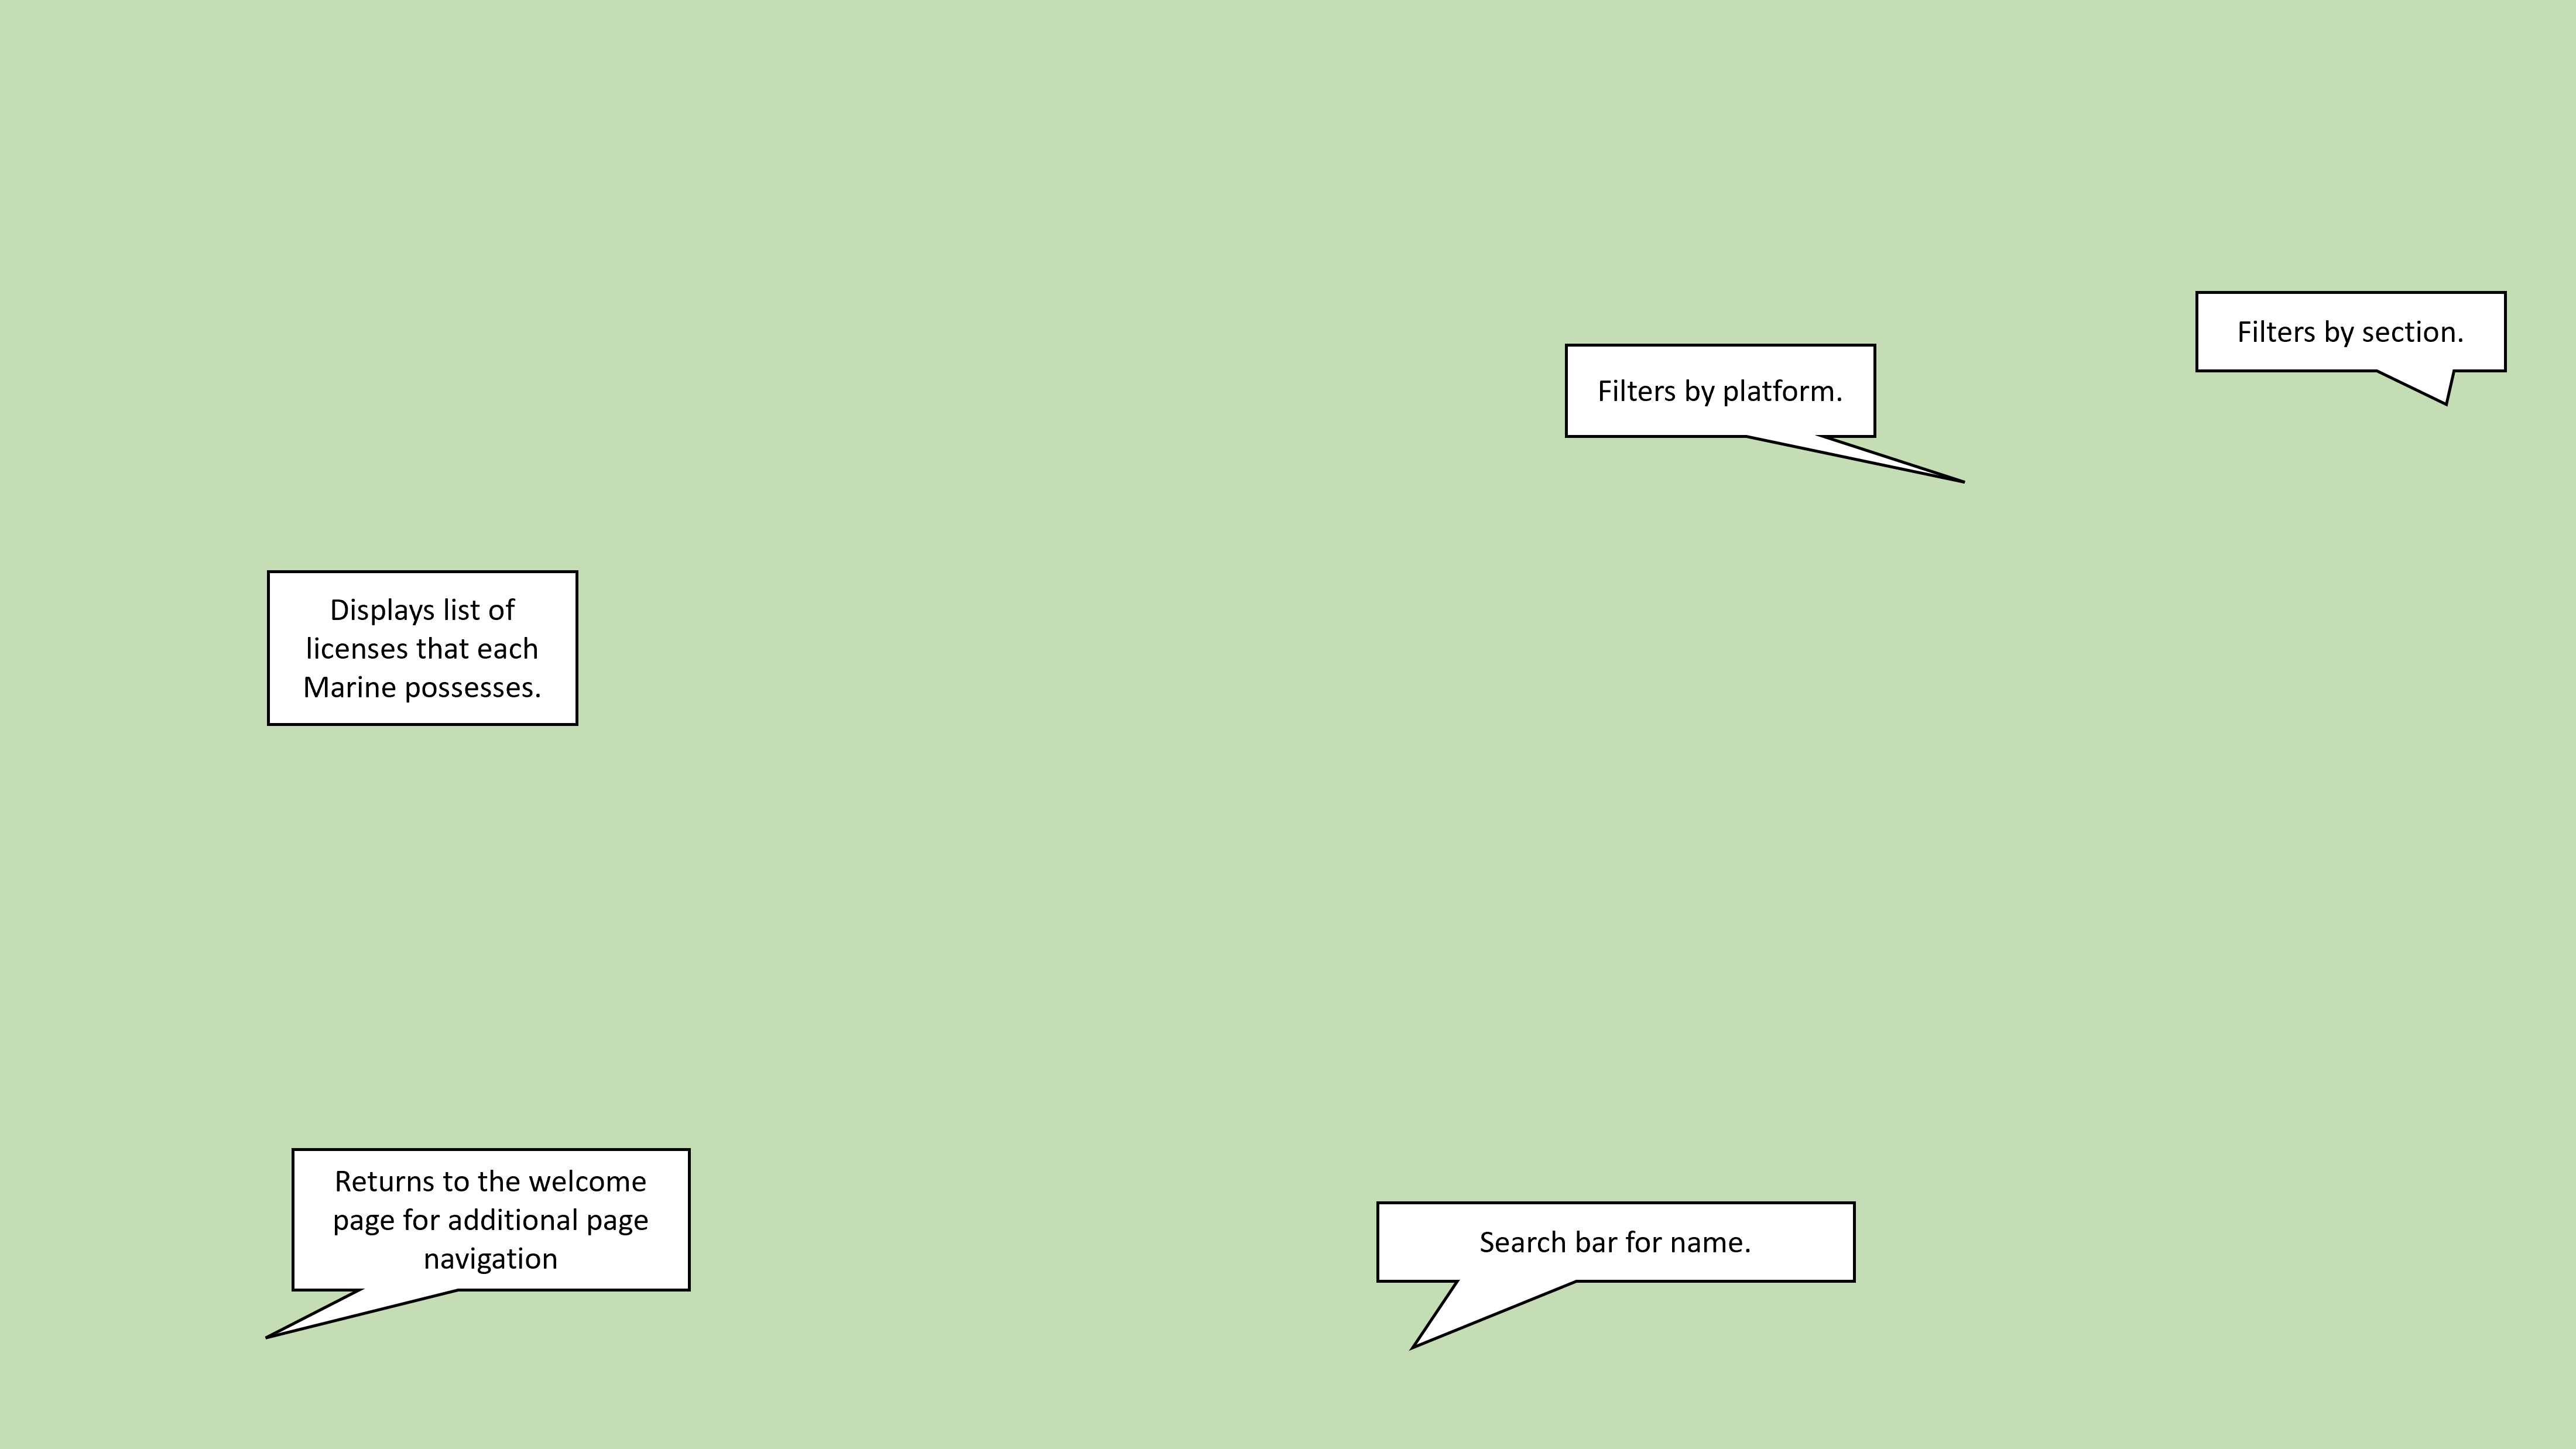 Filters by section.
Filters by platform.
Displays list of
licenses that each
Marine possesses.
Returns to the welcome
page for additional page
navigation
Search bar for name.